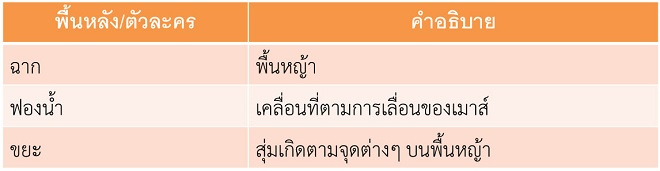 พื้นหลัง/ตัวละคร คำอธิบาย
ฉาก พื้นหญ้า
ฟองน้ำ เคลื่อนที่ตามการเลื่อนของเมาส์
ขยะ สุ่มเกิดตามจุดต่างๆ บนพื้นหญ้า